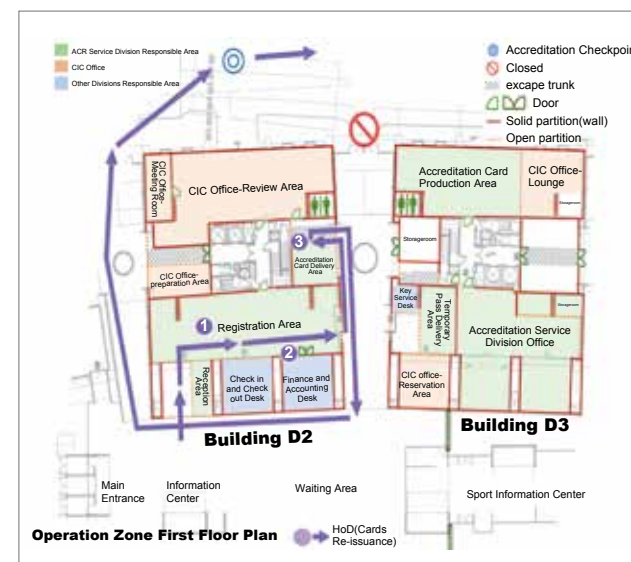 ACR Service Division Responsible Area
CIC Office
Other Divisions Responsible Area
Accreditation Checkpoint
Closed
excape trunk
Door
Solid partition(wall)
Open partition
CIC Office-
Meeting Room
CIC Office-Review Area
3
Accreditation
Card Delivery
Area
CIC Office-
preparation Area
1
Registration Area
2
Reception
Area
Check in
and Check
out Desk
Finance and
Accounting
Desk
Building D2
Accreditation Card
Production Area
CIC Office-
Lounge
Storageroom
Storageroom
Key
Service
Desk
Temporary
Pass Delivery
Area
Storageroom
Accreditation Service
Division Office
CIC office-
Reservation
Area
Building D3
Main
Entrance
Information
Center
Waiting Area
Sport Information Center
Operation Zone First Floor Plan
HoD(Cards
Re-issuance)